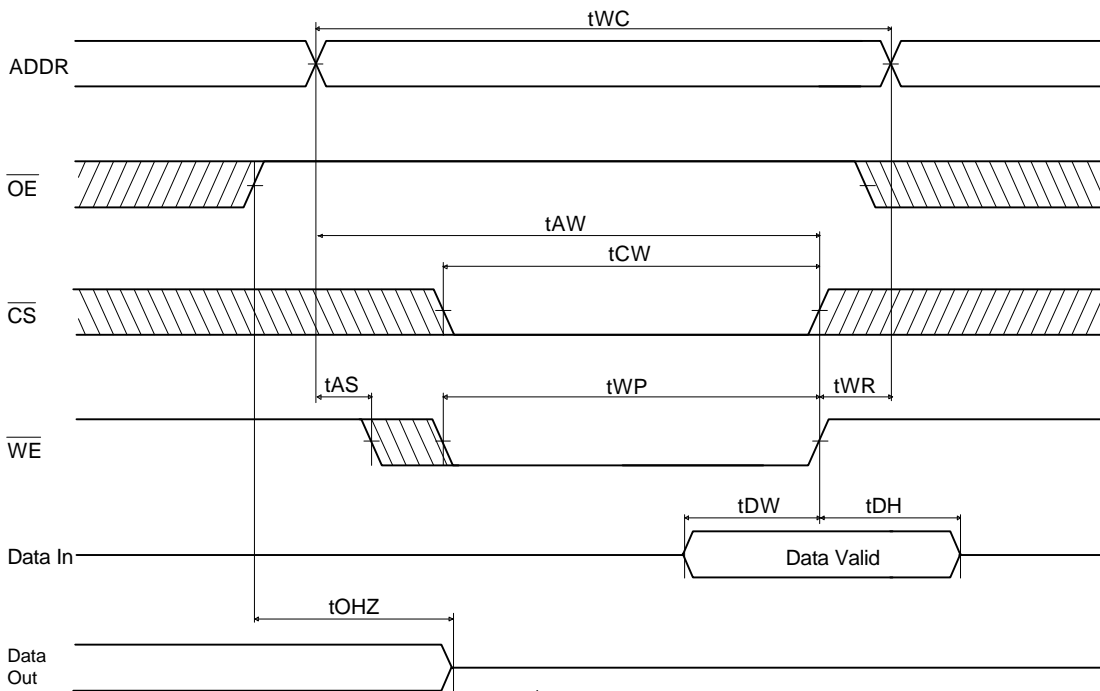 tWC
ADDR
OE
tAW
tCW
CS
tAS
tWP
tWR
WE
tDW
tDH
Data In
Data Valid
tOHZ
Data
Out